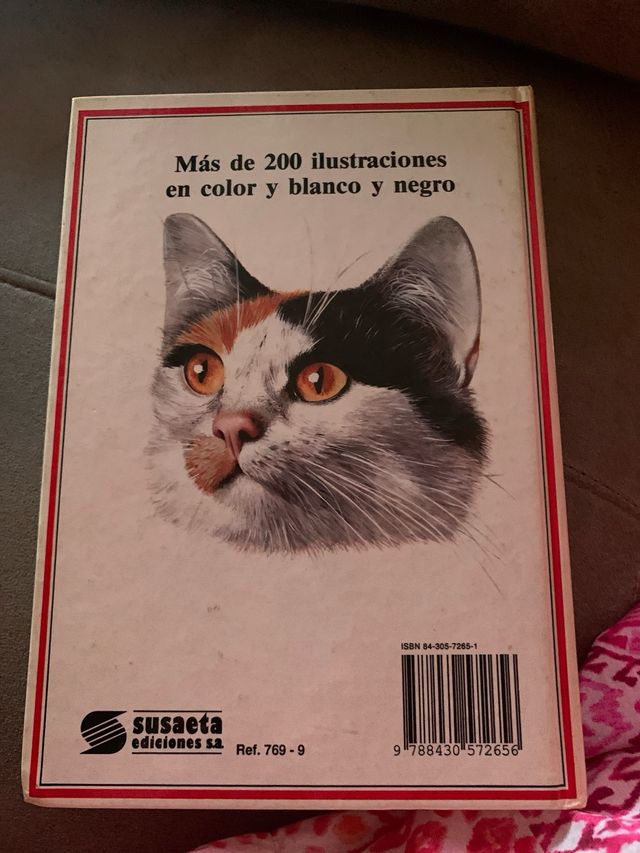 Más de 200 ilustraciones
en color y blanco y negro
ISBN 84-305-7265-1
9 788430 572656
susaeta
ediciones s.a.
Ref. 769 - 9